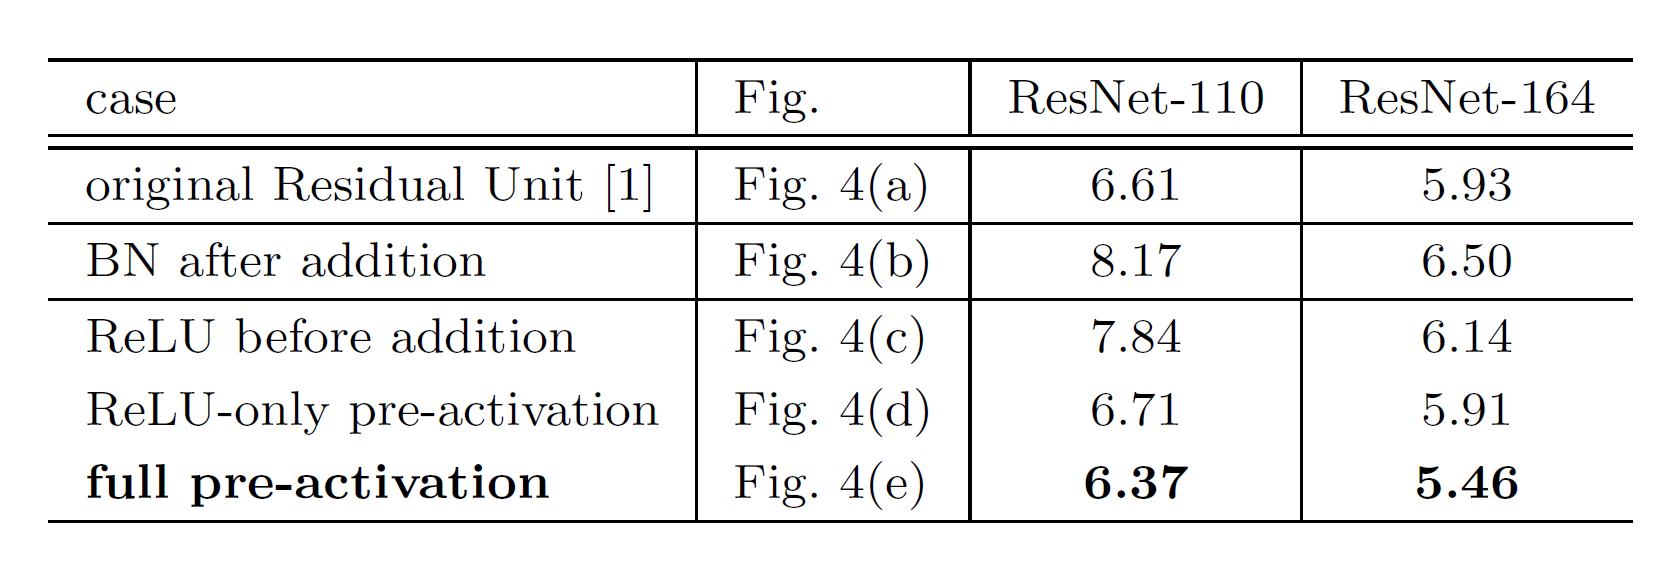 case Fig. ResNet-110 ResNet-164
original Residual Unit [1] Fig. 4(a) 6.61 5.93
BN after addition Fig. 4(b) 8.17 6.50
ReLU before addition Fig. 4(c) 7.84 6.14
ReLU-only pre-activation Fig. 4(d) 6.71 5.91
full pre-activation Fig. 4(e) 6.37 5.46